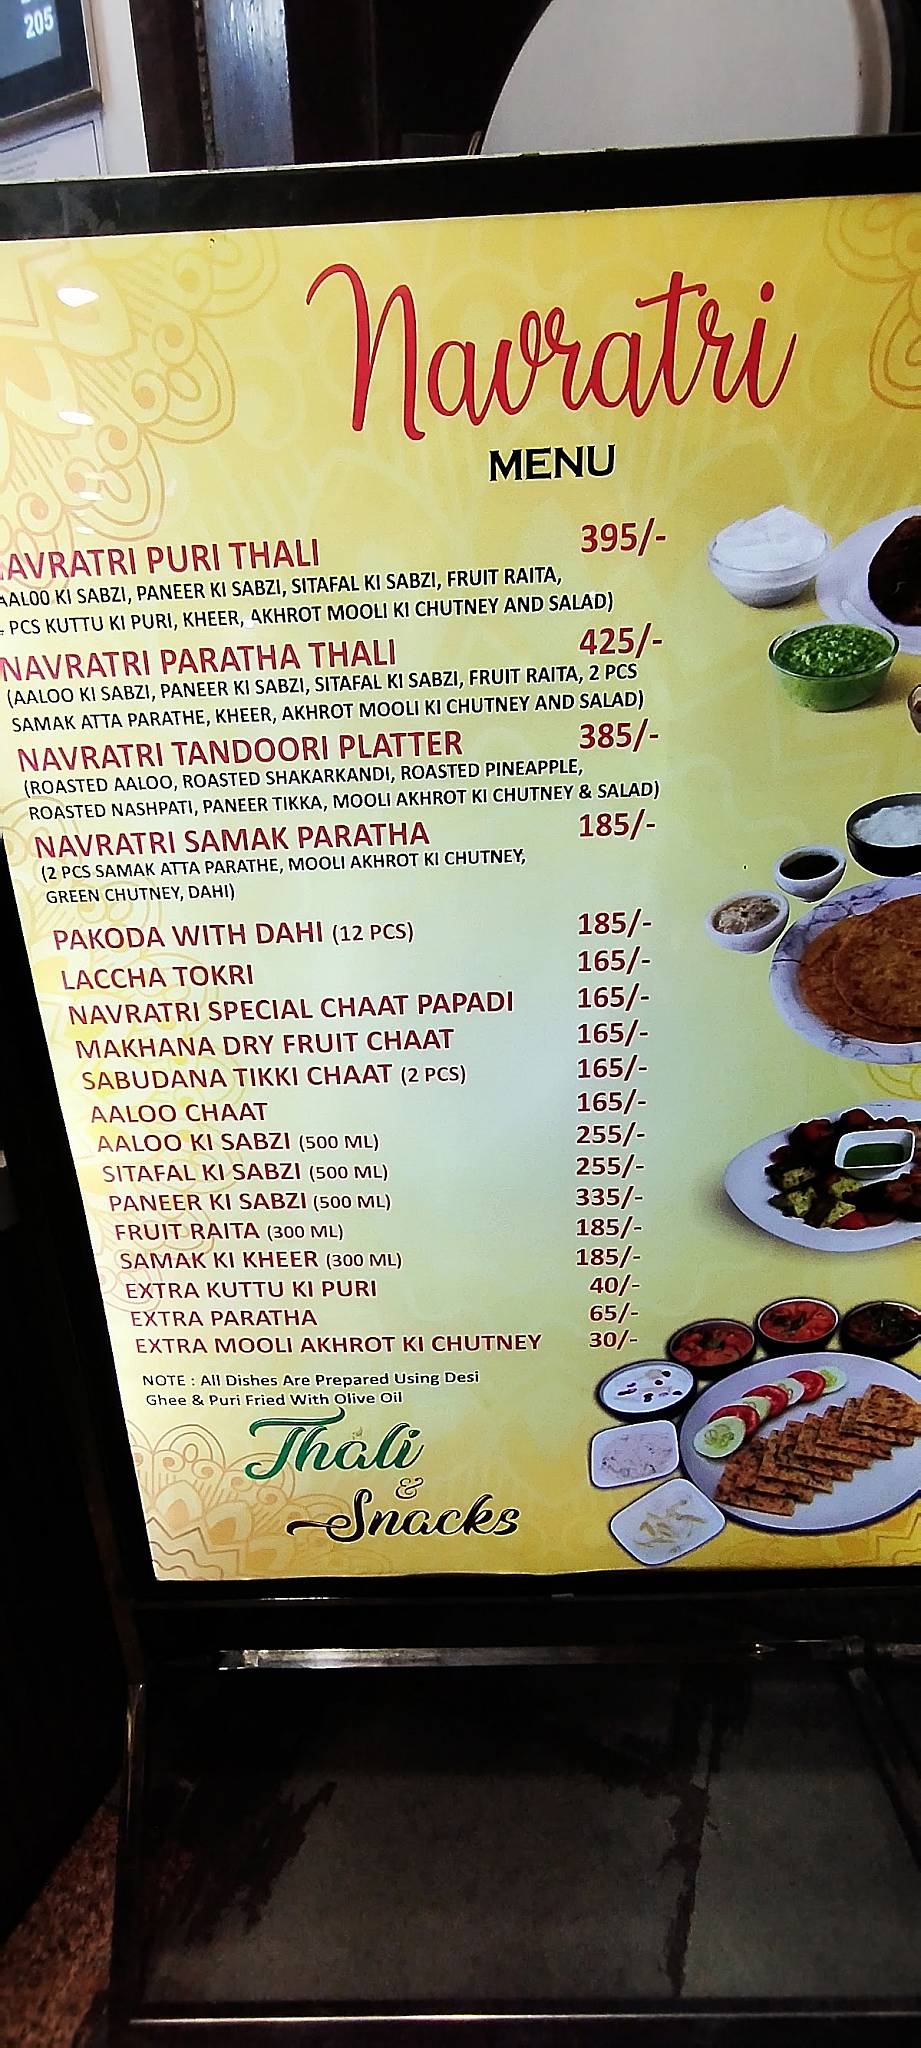 205
Navratri
MENU
NAVRATRI PURI THALI 395/-
AALOO KI SABZI, PANEER KI SABZI, SITAFAL KI SABZI, FRUIT RAITA,
PCS KUTTU KI PURI, KHEER, AKHROT MOOLI KI CHUTNEY AND SALAD)
NAVRATRI PARATHA THALI 425/-
(AALOO KI SABZI, PANEER KI SABZI, SITAFAL KI SABZI, FRUIT RAITA, 2 PCS
SAMAK ATTA PARATHE, KHEER, AKHROT MOOLI KI CHUTNEY AND SALAD)
NAVRATRI TANDOORI PLATTER 385/-
(ROASTED AALOO, ROASTED SHAKARKANDI, ROASTED PINEAPPLE,
ROASTED NASHPATI, PANEER TIKKA, MOOLI AKHROT KI CHUTNEY & SALAD)
NAVRATRI SAMAK PARATHA 185/-
(2 PCS SAMAK ATTA PARATHE, MOOLI AKHROT KI CHUTNEY,
GREEN CHUTNEY, DAHI)
PAKODA WITH DAHI (12 PCS) 185/-
LACCHA TOKRI 165/-
NAVRATRI SPECIAL CHAAT PAPADI 165/-
MAKHANA DRY FRUIT CHAAT 165/-
SABUDANA TIKKI CHAAT (2 PCS) 165/-
AALOO CHAAT 165/-
AALOO KI SABZI (500 ML) 255/-
SITAFAL KI SABZI (500 ML) 255/-
PANEER KI SABZI (500 ML) 335/-
FRUIT RAITA (300 ML) 185/-
SAMAK KI KHEER (300 ML) 185/-
EXTRA KUTTU KI PURI 40/-
EXTRA PARATHA 65/-
EXTRA MOOLI AKHROT KI CHUTNEY 30/-
NOTE : All Dishes Are Prepared Using Desi
Ghee & Puri Fried With Olive Oil
Thali
&
Snacks